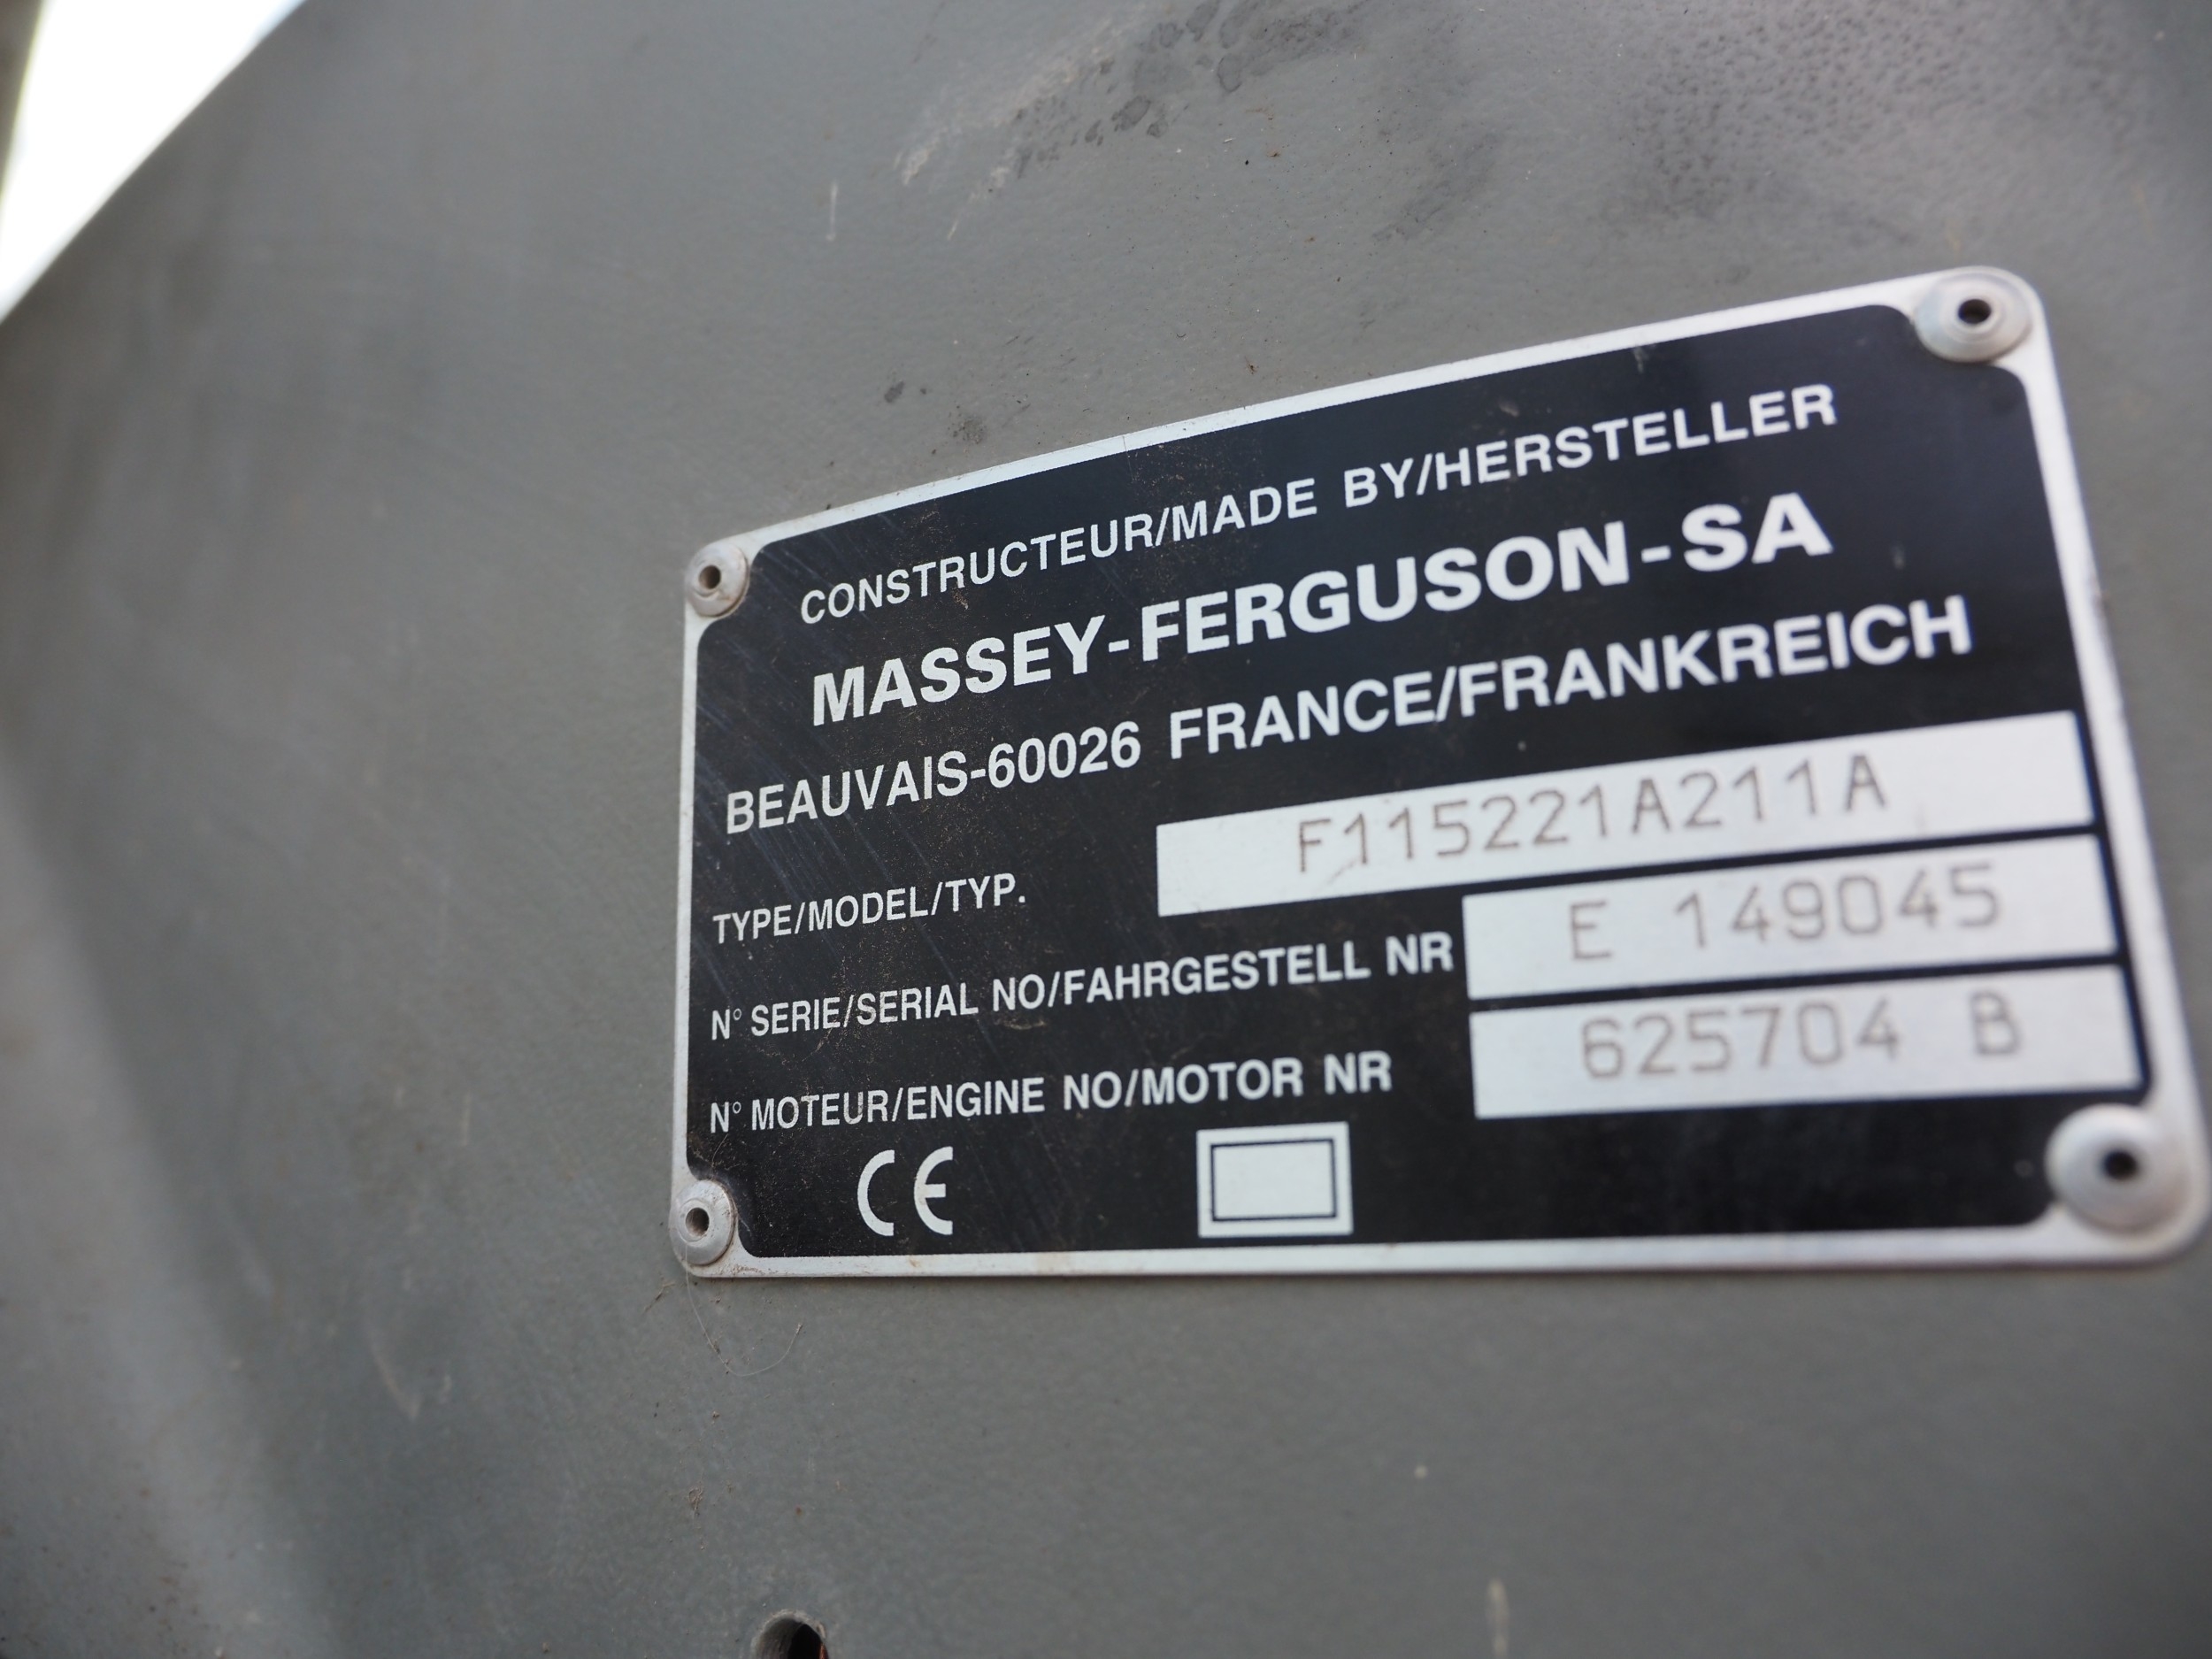 CONSTRUCTEUR/MADE BY/HERSTELLER
MASSEY-FERGUSON-SA
BEAUVAIS-60026 FRANCE/FRANKREICH
TYPE/MODEL/TYP. F115221A211A
N° SERIE/SERIAL NO/FAHRGESTELL NR E 149045
N° MOTEUR/ENGINE NO/MOTOR NR 625704 B
CE